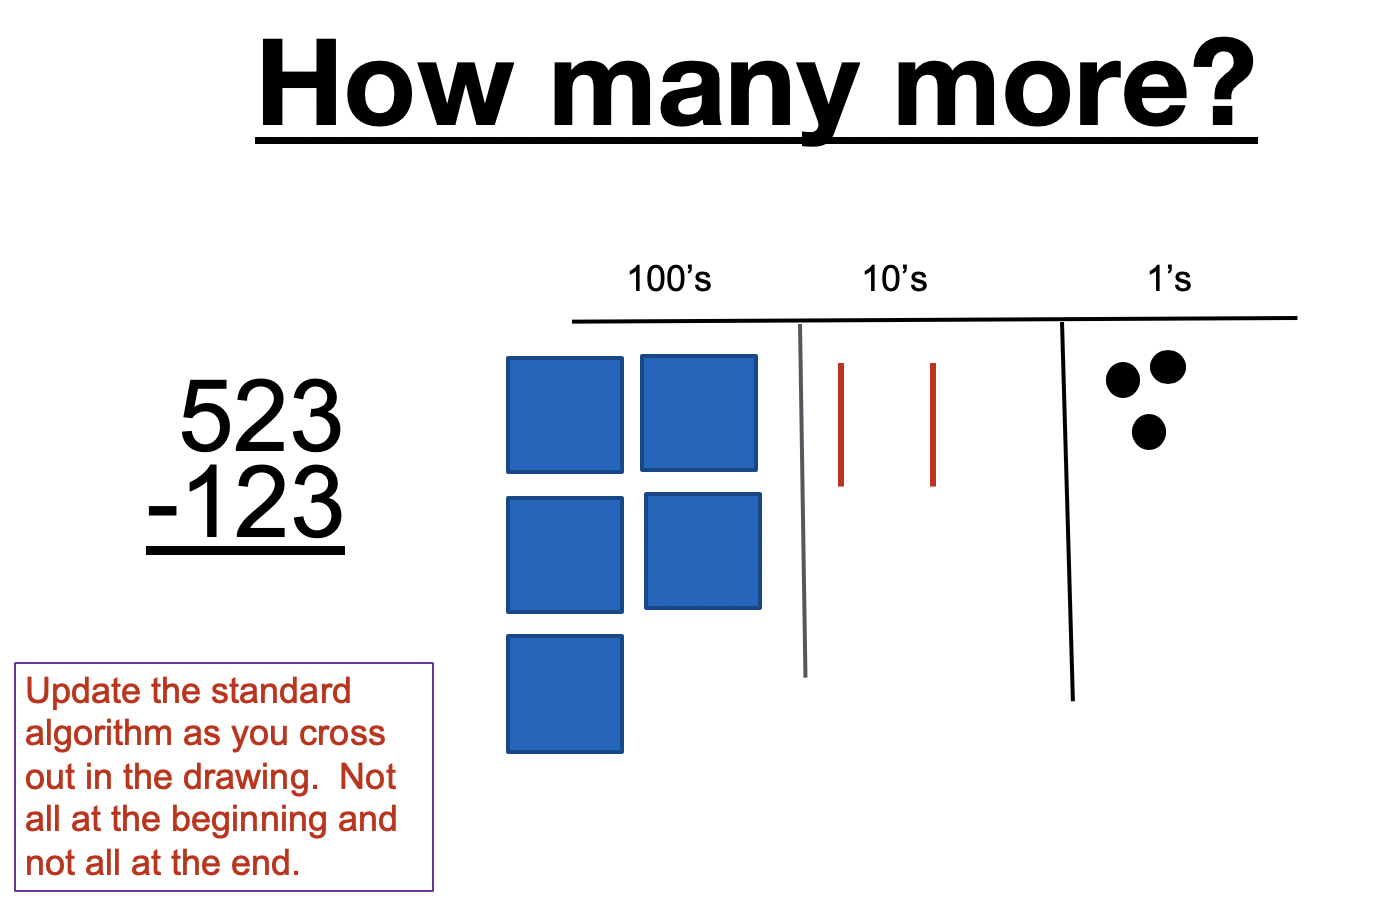 How many more?
100’s 10’s 1’s
523
-123
Update the standard
algorithm as you cross
out in the drawing.  Not
all at the beginning and
not all at the end.